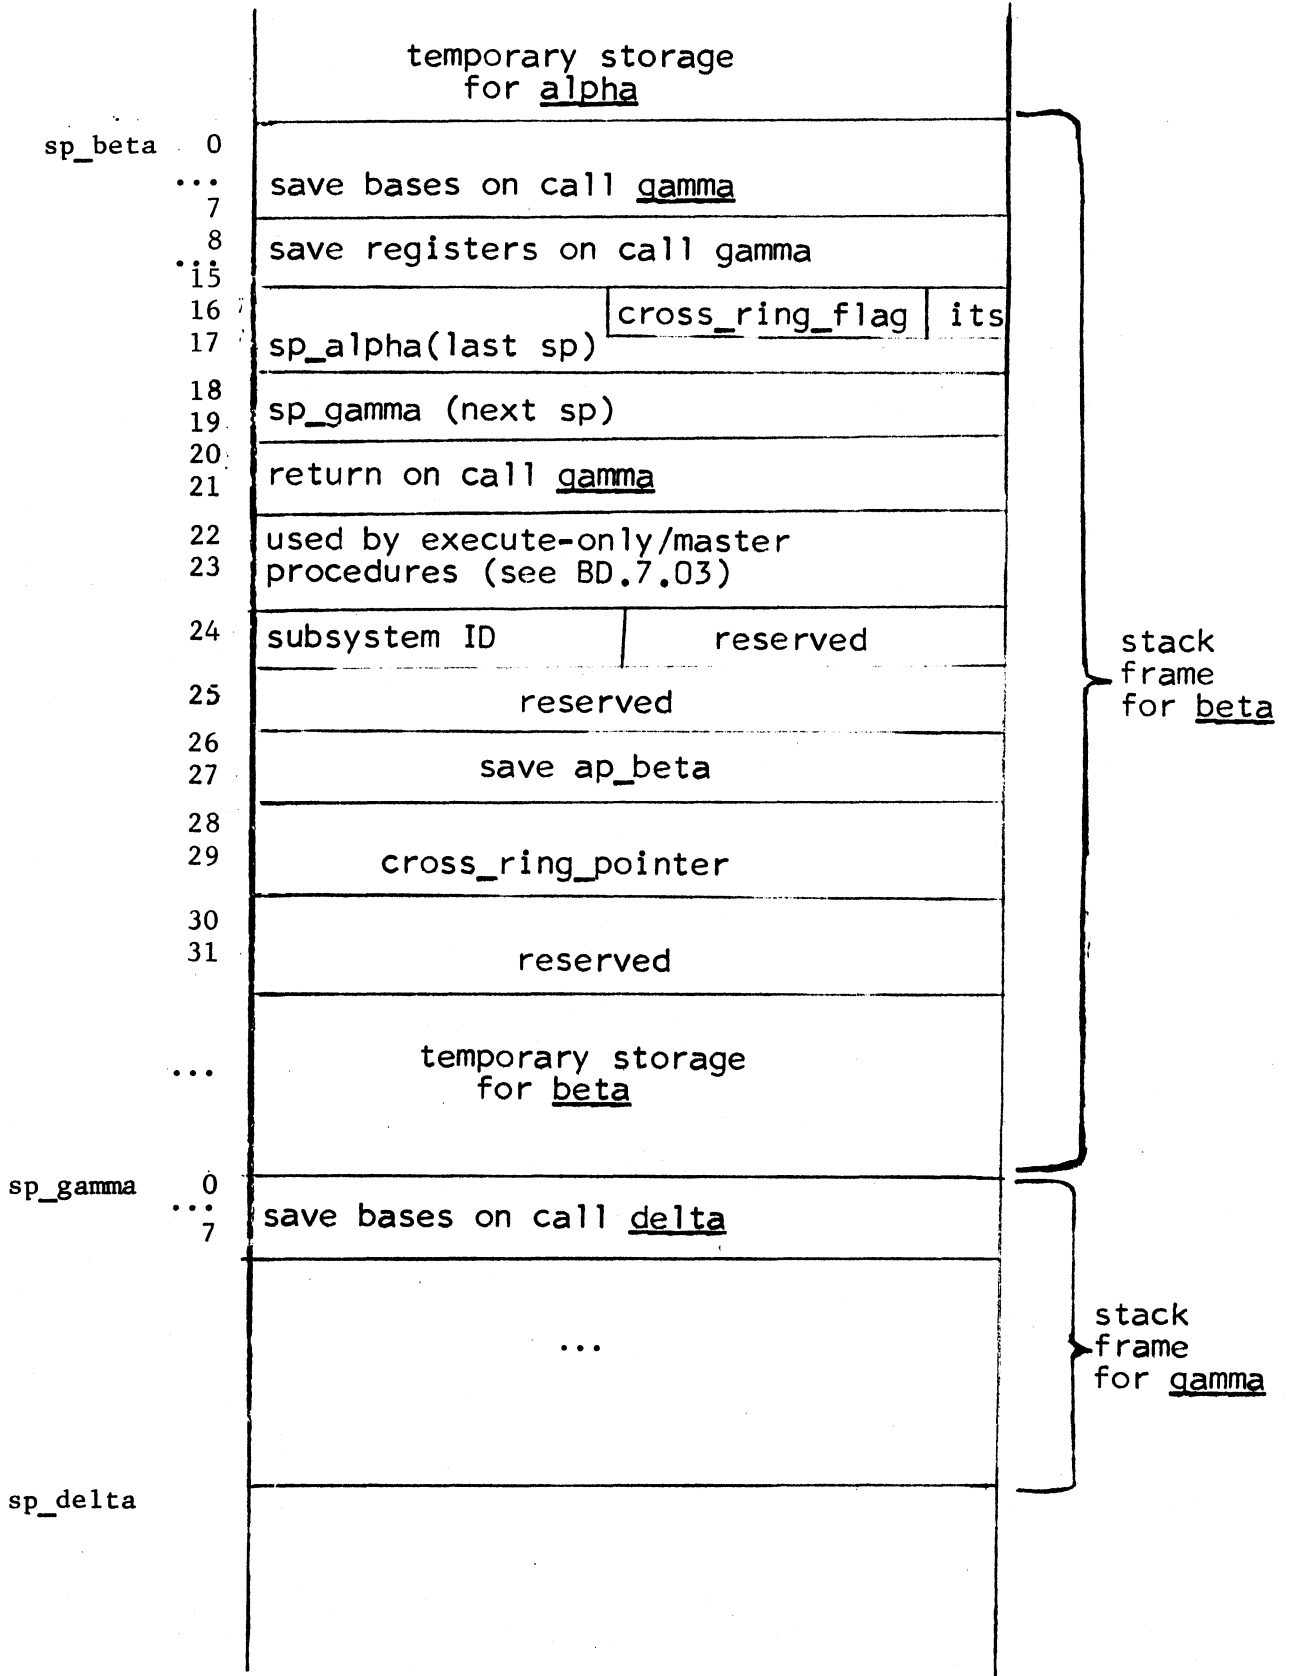 temporary storage
for alpha
sp_beta 0
...
7
save bases on call gamma
8
...
15
save registers on call gamma
16
17
cross_ring_flag its
sp_alpha(last sp)
18
19
sp_gamma (next sp)
20
21
return on call gamma
22
23
used by execute-only/master
procedures (see BD.7.03)
24 subsystem ID reserved
25 reserved
26
27
save ap_beta
28
29
cross_ring_pointer
30
31
reserved
stack
frame
for beta
...
temporary storage
for beta
sp_gamma 0
...
7
save bases on call delta
...
stack
frame
for gamma
sp_delta